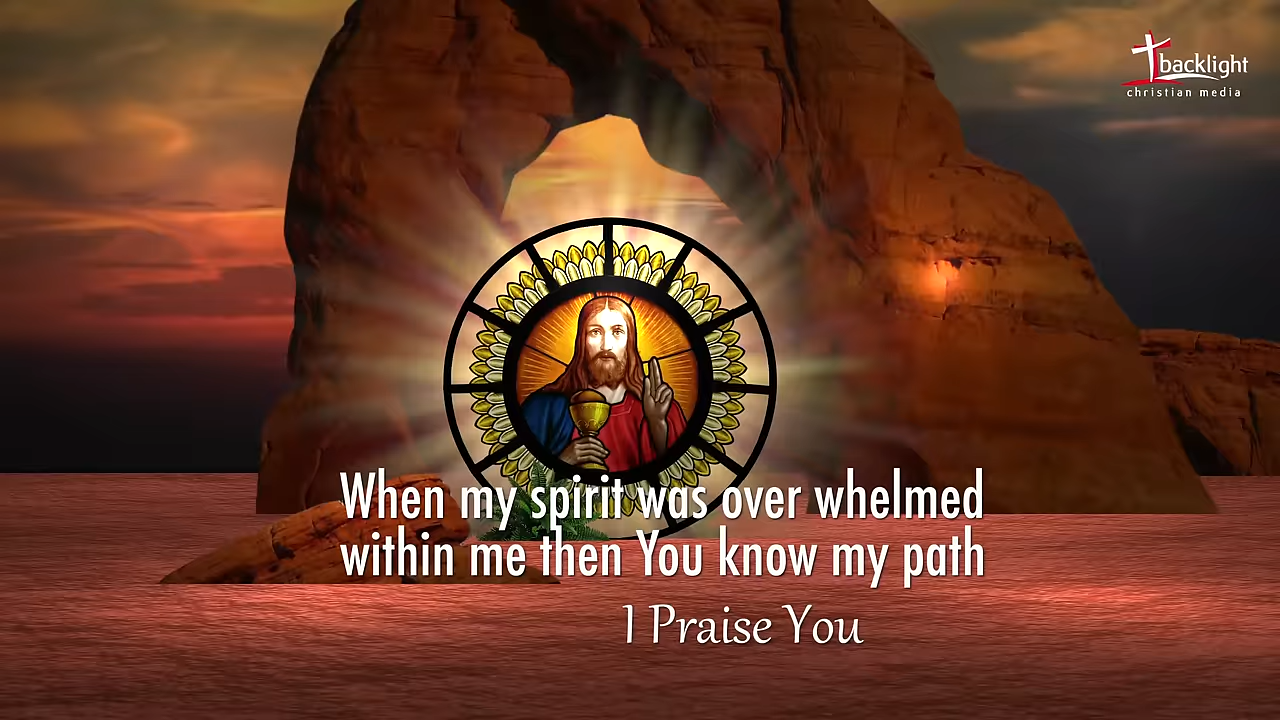 backlight
christian media
When my spirit was over whelmed
within me then You know my path
I Praise You